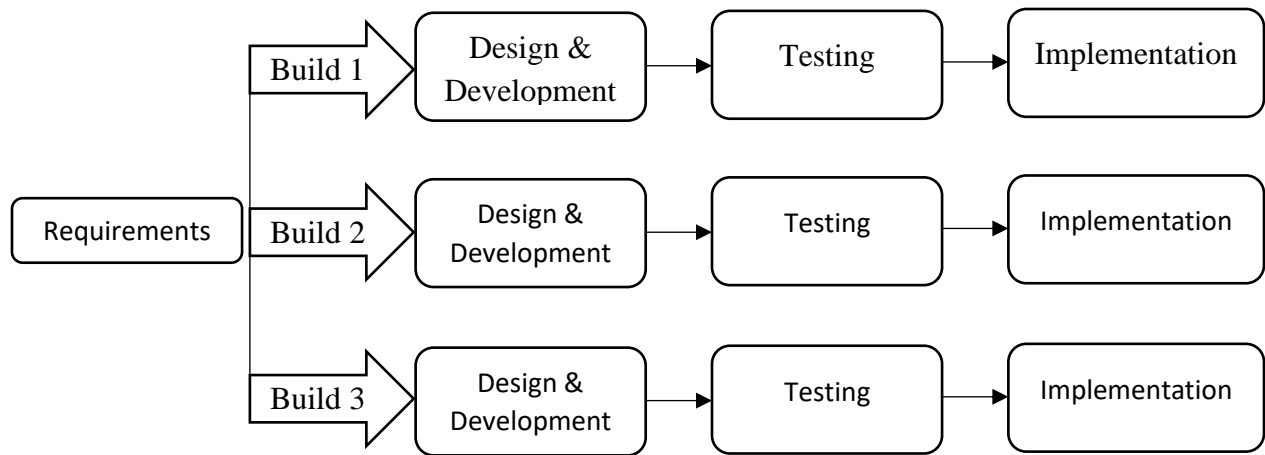 Build 1
Design &
Development
Testing
Implementation
Requirements
Build 2
Design &
Development
Testing
Implementation
Build 3
Design &
Development
Testing
Implementation